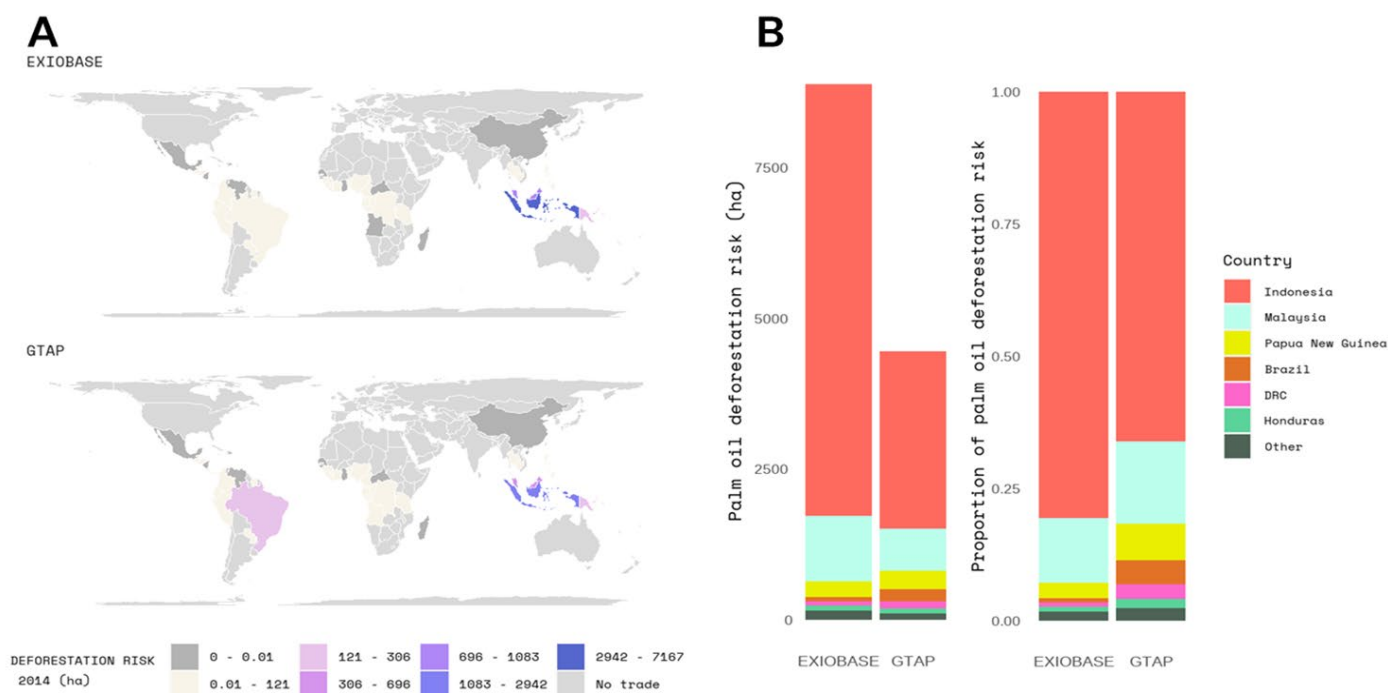 A
EXIOBASE
GTAP
DEFORESTATION RISK
2014 (ha)
0 - 0.01
0.01 - 121
121 - 306
306 - 696
696 - 1083
1083 - 2942
2942 - 7167
No trade
B
Palm oil deforestation risk (ha)
7500
5000
2500
0
EXIOBASE GTAP
Proportion of palm oil deforestation risk
1.00
0.75
0.50
0.25
0.00
EXIOBASE GTAP
Country
Indonesia
Malaysia
Papua New Guinea
Brazil
DRC
Honduras
Other